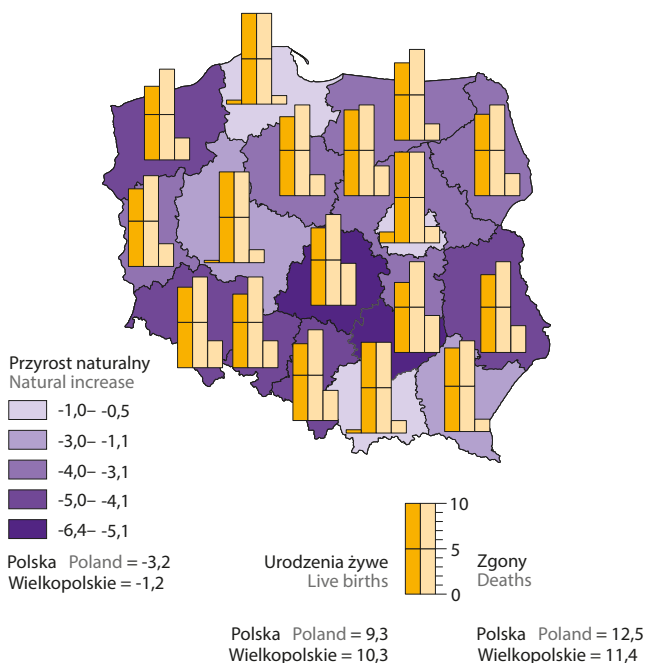 Przyrost naturalny
Natural increase
-1,0– -0,5
-3,0– -1,1
-4,0– -3,1
-5,0– -4,1
-6,4– -5,1
Polska Poland = -3,2
Wielkopolskie = -1,2
Urodzenia żywe
Live births
10
5
0
Zgony
Deaths
Polska Poland = 9,3
Wielkopolskie = 10,3
Polska Poland = 12,5
Wielkopolskie = 11,4